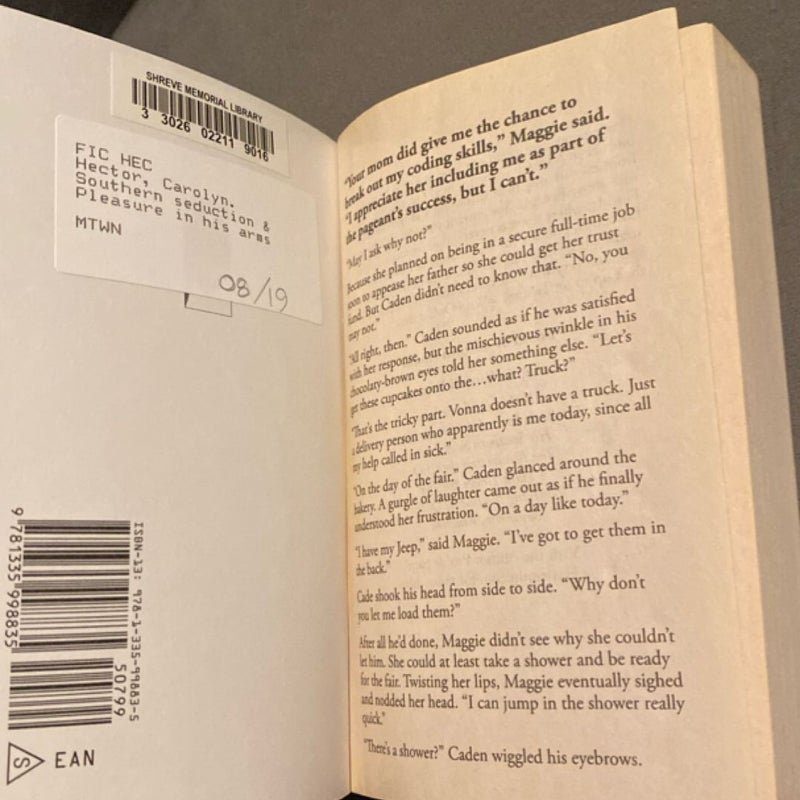 SHREVE MEMORIAL LIBRARY
3 3026 02211 9016
FIC HEC
Hector, Carolyn.
Southern seduction &
Pleasure in his arms
MTWN
08/19
ISBN-13: 978-1-335-99883-5
9 781335 998835
50799
S
EAN
"Your mom did give me the chance to
break out my coding skills," Maggie said.
"I appreciate her including me as part of
the pageant's success, but I can't."
"May I ask why not?"
Because she planned on being in a secure full-time job
soon to appease her father so she could get her trust
fund. But Caden didn't need to know that. "No, you
may not."
"All right, then." Caden sounded as if he was satisfied
with her response, but the mischievous twinkle in his
chocolaty-brown eyes told her something else. "Let's
get these cupcakes onto the…what? Truck?"
"That's the tricky part. Vonna doesn't have a truck. Just
a delivery person who apparently is me today, since all
my help called in sick."
"On the day of the fair." Caden glanced around the
bakery. A gurgle of laughter came out as if he finally
understood her frustration. "On a day like today."
"I have my Jeep," said Maggie. "I've got to get them in
the back."
Cade shook his head from side to side. "Why don't
you let me load them?"
After all he'd done, Maggie didn't see why she couldn't
let him. She could at least take a shower and be ready
for the fair. Twisting her lips, Maggie eventually sighed
and nodded her head. "I can jump in the shower really
quick."
"There's a shower?" Caden wiggled his eyebrows.